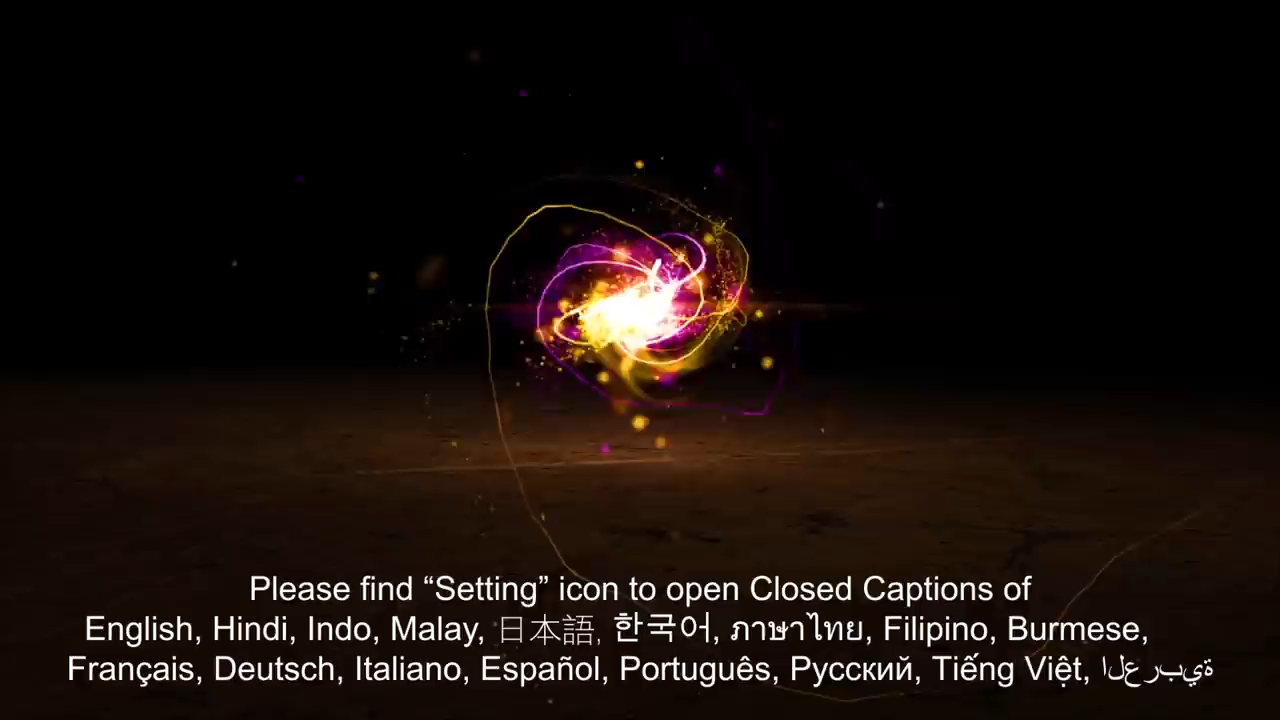 Please find “Setting” icon to open Closed Captions of
English, Hindi, Indo, Malay, 日本語, 한국어, ภาษาไทย, Filipino, Burmese,
Français, Deutsch, Italiano, Español, Português, Русский, Tiếng Việt, العربية